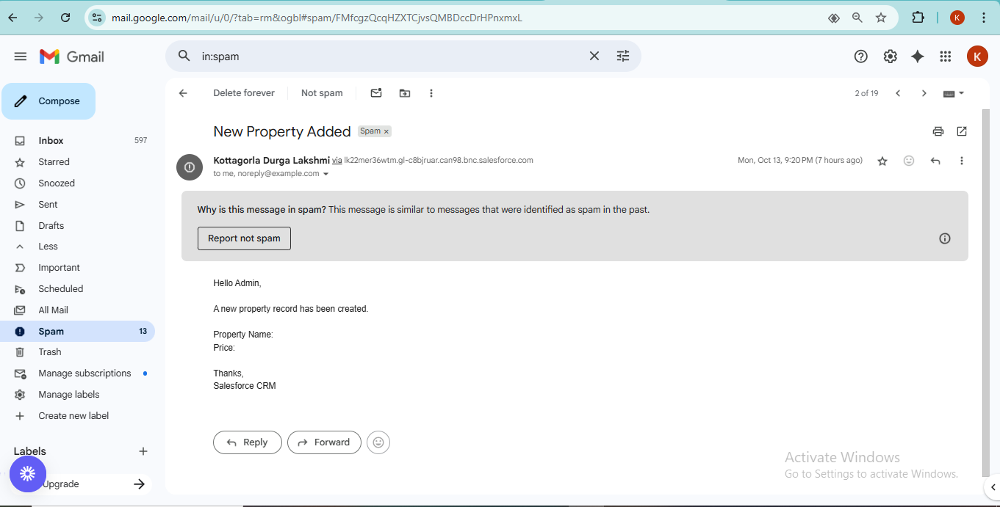 mail.google.com/mail/u/0/?tab=rm&ogbl#spam/FMfcgzQcqHZXTCjvsQMBDccDrHPnxmxL
K
Gmail
in:spam
K
Compose
Delete forever
Not spam
2 of 19
New Property Added
Spam ×
Inbox 597
Starred
Snoozed
Sent
Drafts
Less
Important
Scheduled
All Mail
Spam 13
Trash
Manage subscriptions
Manage labels
Create new label
Labels
Upgrade
Kottagorla Durga Lakshmi via lk22mer36wtm.gl-c8bjruar.can98.bnc.salesforce.com
Mon, Oct 13, 9:20 PM (7 hours ago)
to me, noreply@example.com
Why is this message in spam? This message is similar to messages that were identified as spam in the past.
Report not spam
Hello Admin,
A new property record has been created.
Property Name:
Price:
Thanks,
Salesforce CRM
Reply
Forward
Activate Windows
Go to Settings to activate Windows.